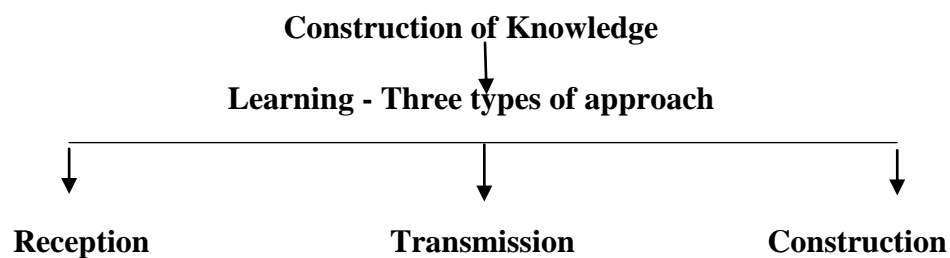 Construction of Knowledge
Learning - Three types of approach
Reception Transmission Construction